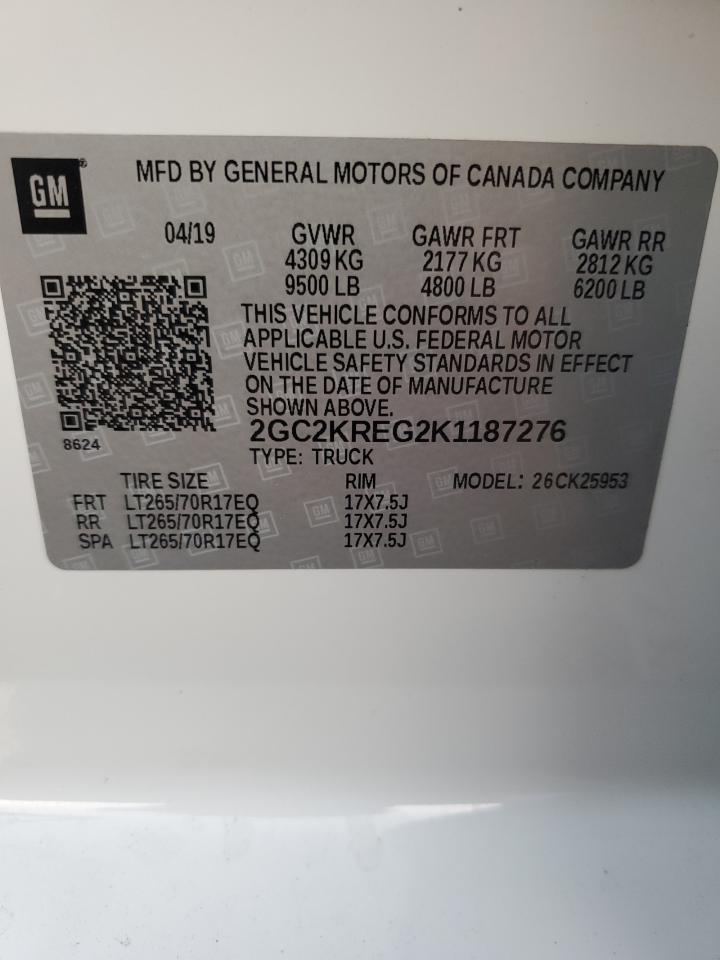 GM
MFD BY GENERAL MOTORS OF CANADA COMPANY
04/19 GVWR GAWR FRT GAWR RR
4309 KG 2177 KG 2812 KG
9500 LB 4800 LB 6200 LB
THIS VEHICLE CONFORMS TO ALL
APPLICABLE U.S. FEDERAL MOTOR
VEHICLE SAFETY STANDARDS IN EFFECT
ON THE DATE OF MANUFACTURE
SHOWN ABOVE.
8624
2GC2KREG2K1187276
TYPE: TRUCK
TIRE SIZE RIM MODEL: 26CK25953
FRT LT265/70R17EQ 17X7.5J
RR LT265/70R17EQ 17X7.5J
SPA LT265/70R17EQ 17X7.5J